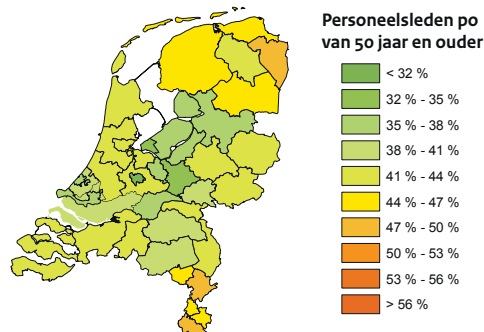 Personeelsleden po
van 50 jaar en ouder
< 32 %
32 % - 35 %
35 % - 38 %
38 % - 41 %
41 % - 44 %
44 % - 47 %
47 % - 50 %
50 % - 53 %
53 % - 56 %
> 56 %